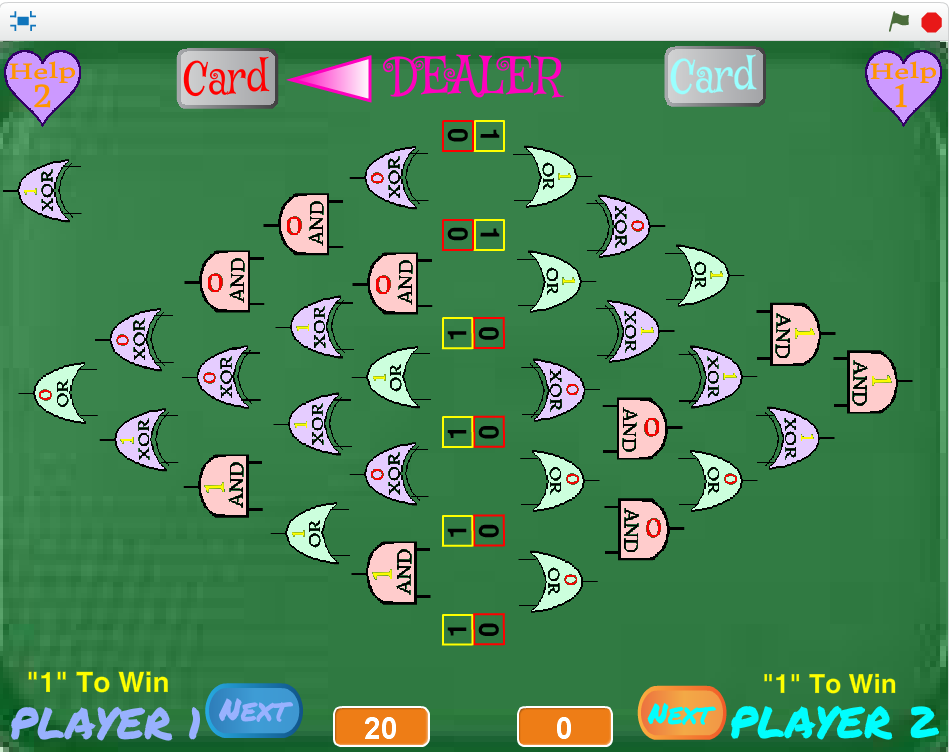 Help 2
Card
DEALER
Card
Help 1
0 1
XOR 0
OR 1
XOR 1
AND 0
XOR 0
0 1
AND 0
AND 0
OR 1
OR 1
XOR 1
XOR 1
AND 1
1 0
XOR 0
XOR 0
OR 1
XOR 0
XOR 1
AND 1
OR 0
XOR 1
XOR 1
AND 0
XOR 1
1 0
AND 1
XOR 0
OR 0
OR 0
OR 1
AND 0
1 0
AND 1
OR 0
1 0
"1" To Win
PLAYER 1
NEXT
20
0
NEXT
"1" To Win
PLAYER 2